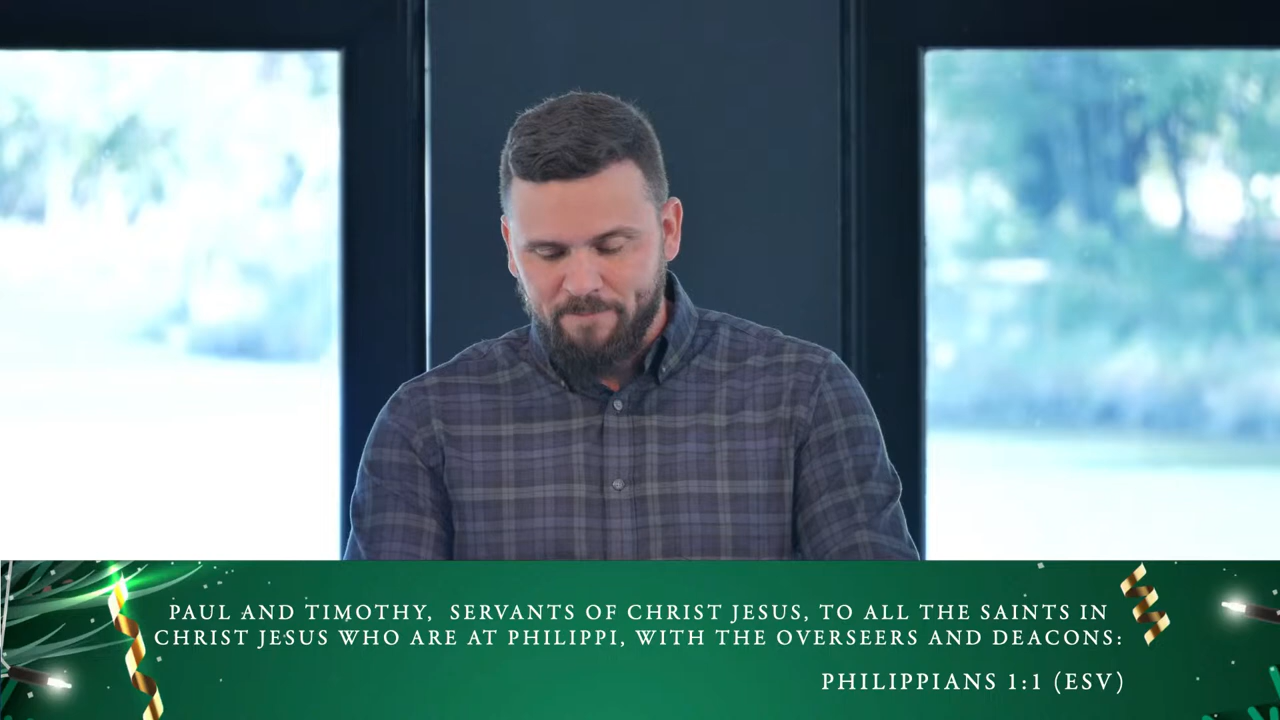 PAUL AND TIMOTHY, SERVANTS OF CHRIST JESUS, TO ALL THE SAINTS IN
CHRIST JESUS WHO ARE AT PHILIPPI, WITH THE OVERSEERS AND DEACONS:
PHILIPPIANS 1:1 (ESV)